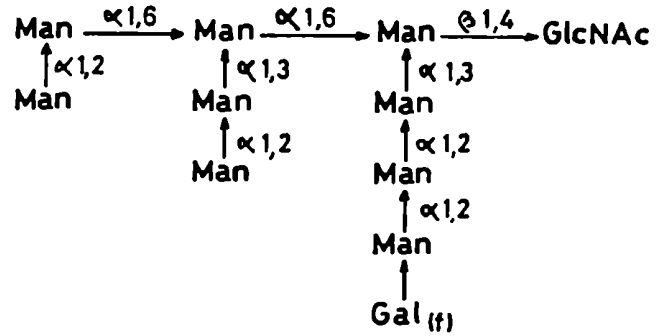 Man α1,6 Man α1,6 Man β1,4 GlcNAc
α1,2 α1,3 α1,3
Man Man Man
α1,2 α1,2
Man Man
α1,2
Man
Gal(f)